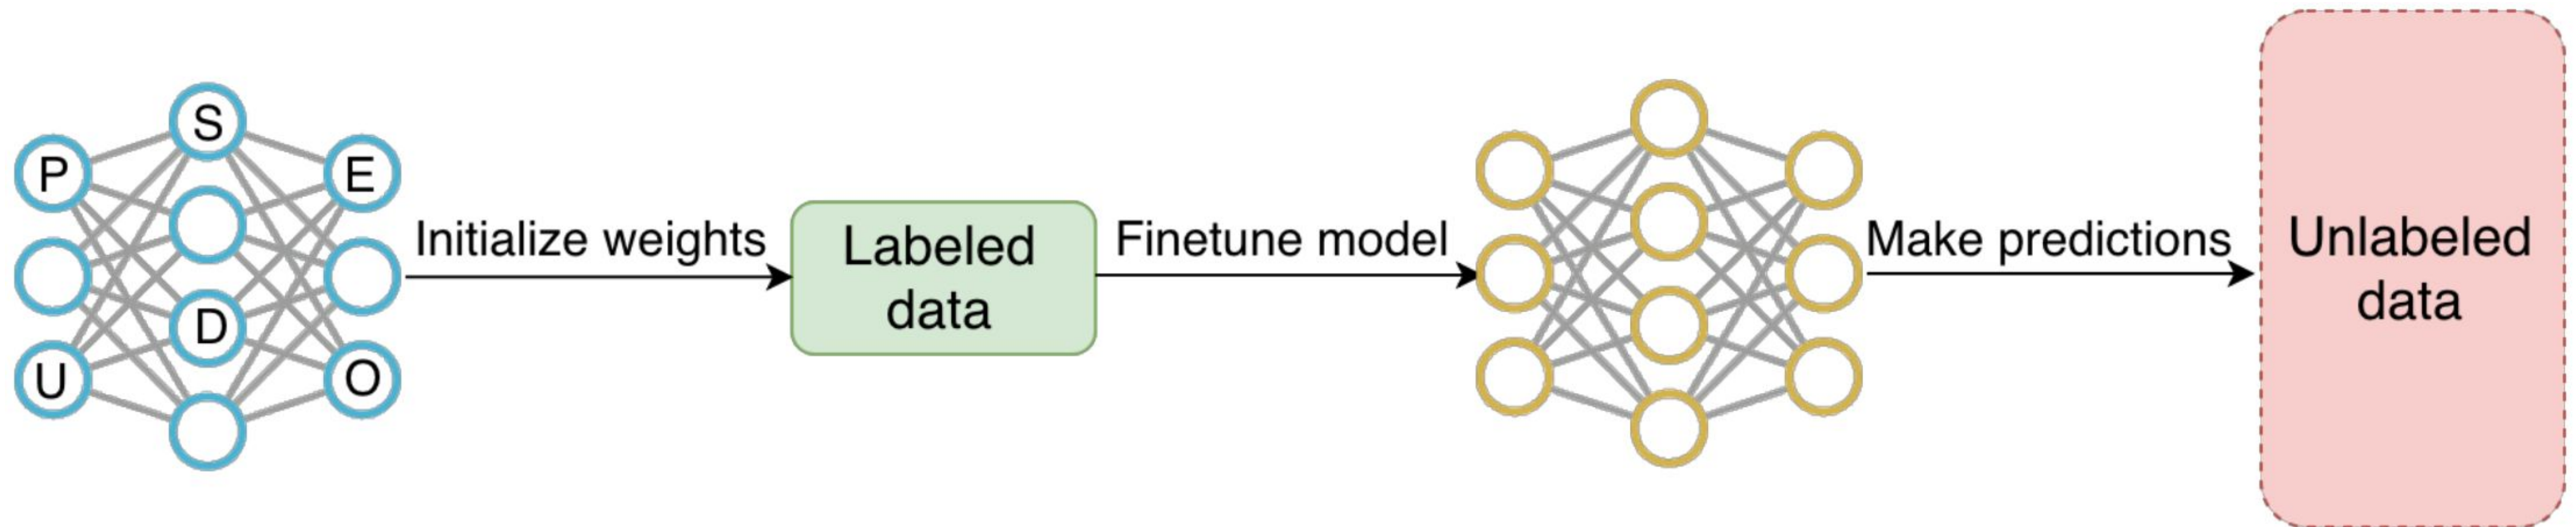 P
S
E
U
D
O
Initialize weights
Labeled
data
Finetune model
Make predictions
Unlabeled
data